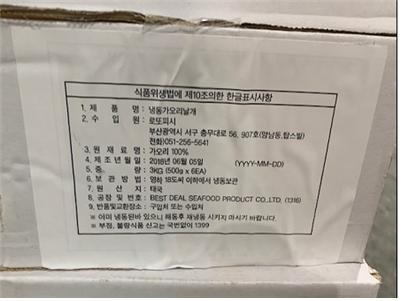 식품위생법에 제10조의한 한글표시사항
1. 제 품 명 : 냉동가오리날개
2. 수 입 원 : 로또피시
부산광역시 서구 충무대로 56, 907호(암남동,탑스빌)
전화)051-256-5641
3. 원 재 료 명 : 가오리 100%
4. 제 조 년 월 일 : 2018년 06월 05일 (YYYY-MM-DD)
5. 중 량 : 3KG (500g x 6EA)
6. 보 관 방 법 : 영하 18도씨 이하에서 냉동보관
7. 원 산 지 : 태국
8. 공장 및 번호 : BEST DEAL SEAFOOD PRODUCT CO.,LTD. (1316)
9. 반품및교환장소 : 구입처 또는 수입처
※ 이미 냉동된바 있으니 해동후 재냉동 시키지 마시기 바랍니다.
※ 부정, 불량식품 신고는 국번없이 1399